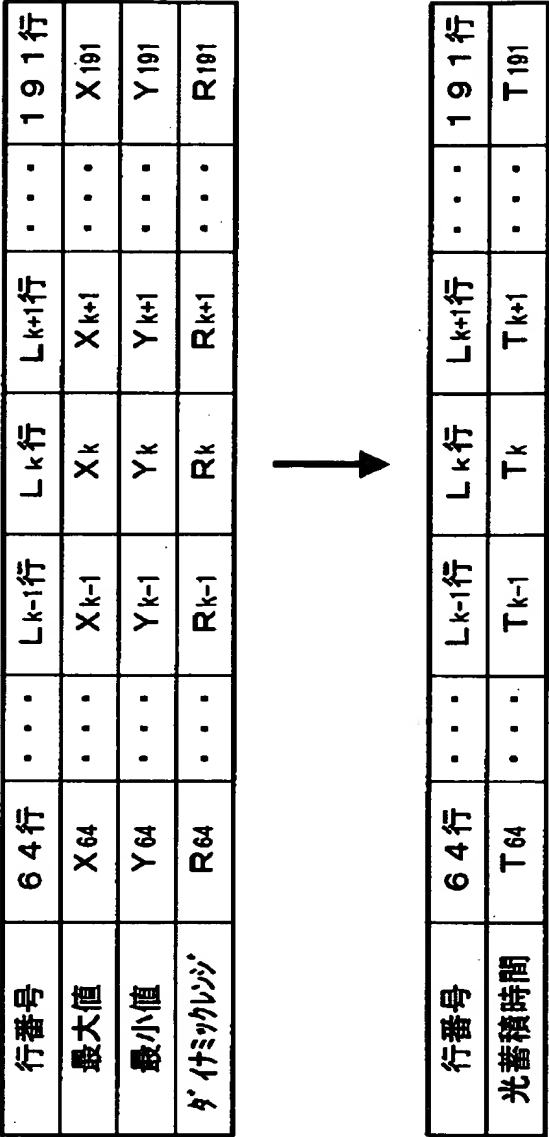 行番号 64行 ... Lk-1行 Lk行 Lk+1行 ... 191行
最大値 X64 ... Xk-1 Xk Xk+1 ... X191
最小値 Y64 ... Yk-1 Yk Yk+1 ... Y191
ダイナミックレンジ R64 ... Rk-1 Rk Rk+1 ... R191
行番号 64行 ... Lk-1行 Lk行 Lk+1行 ... 191行
光蓄積時間 T64 ... Tk-1 Tk Tk+1 ... T191